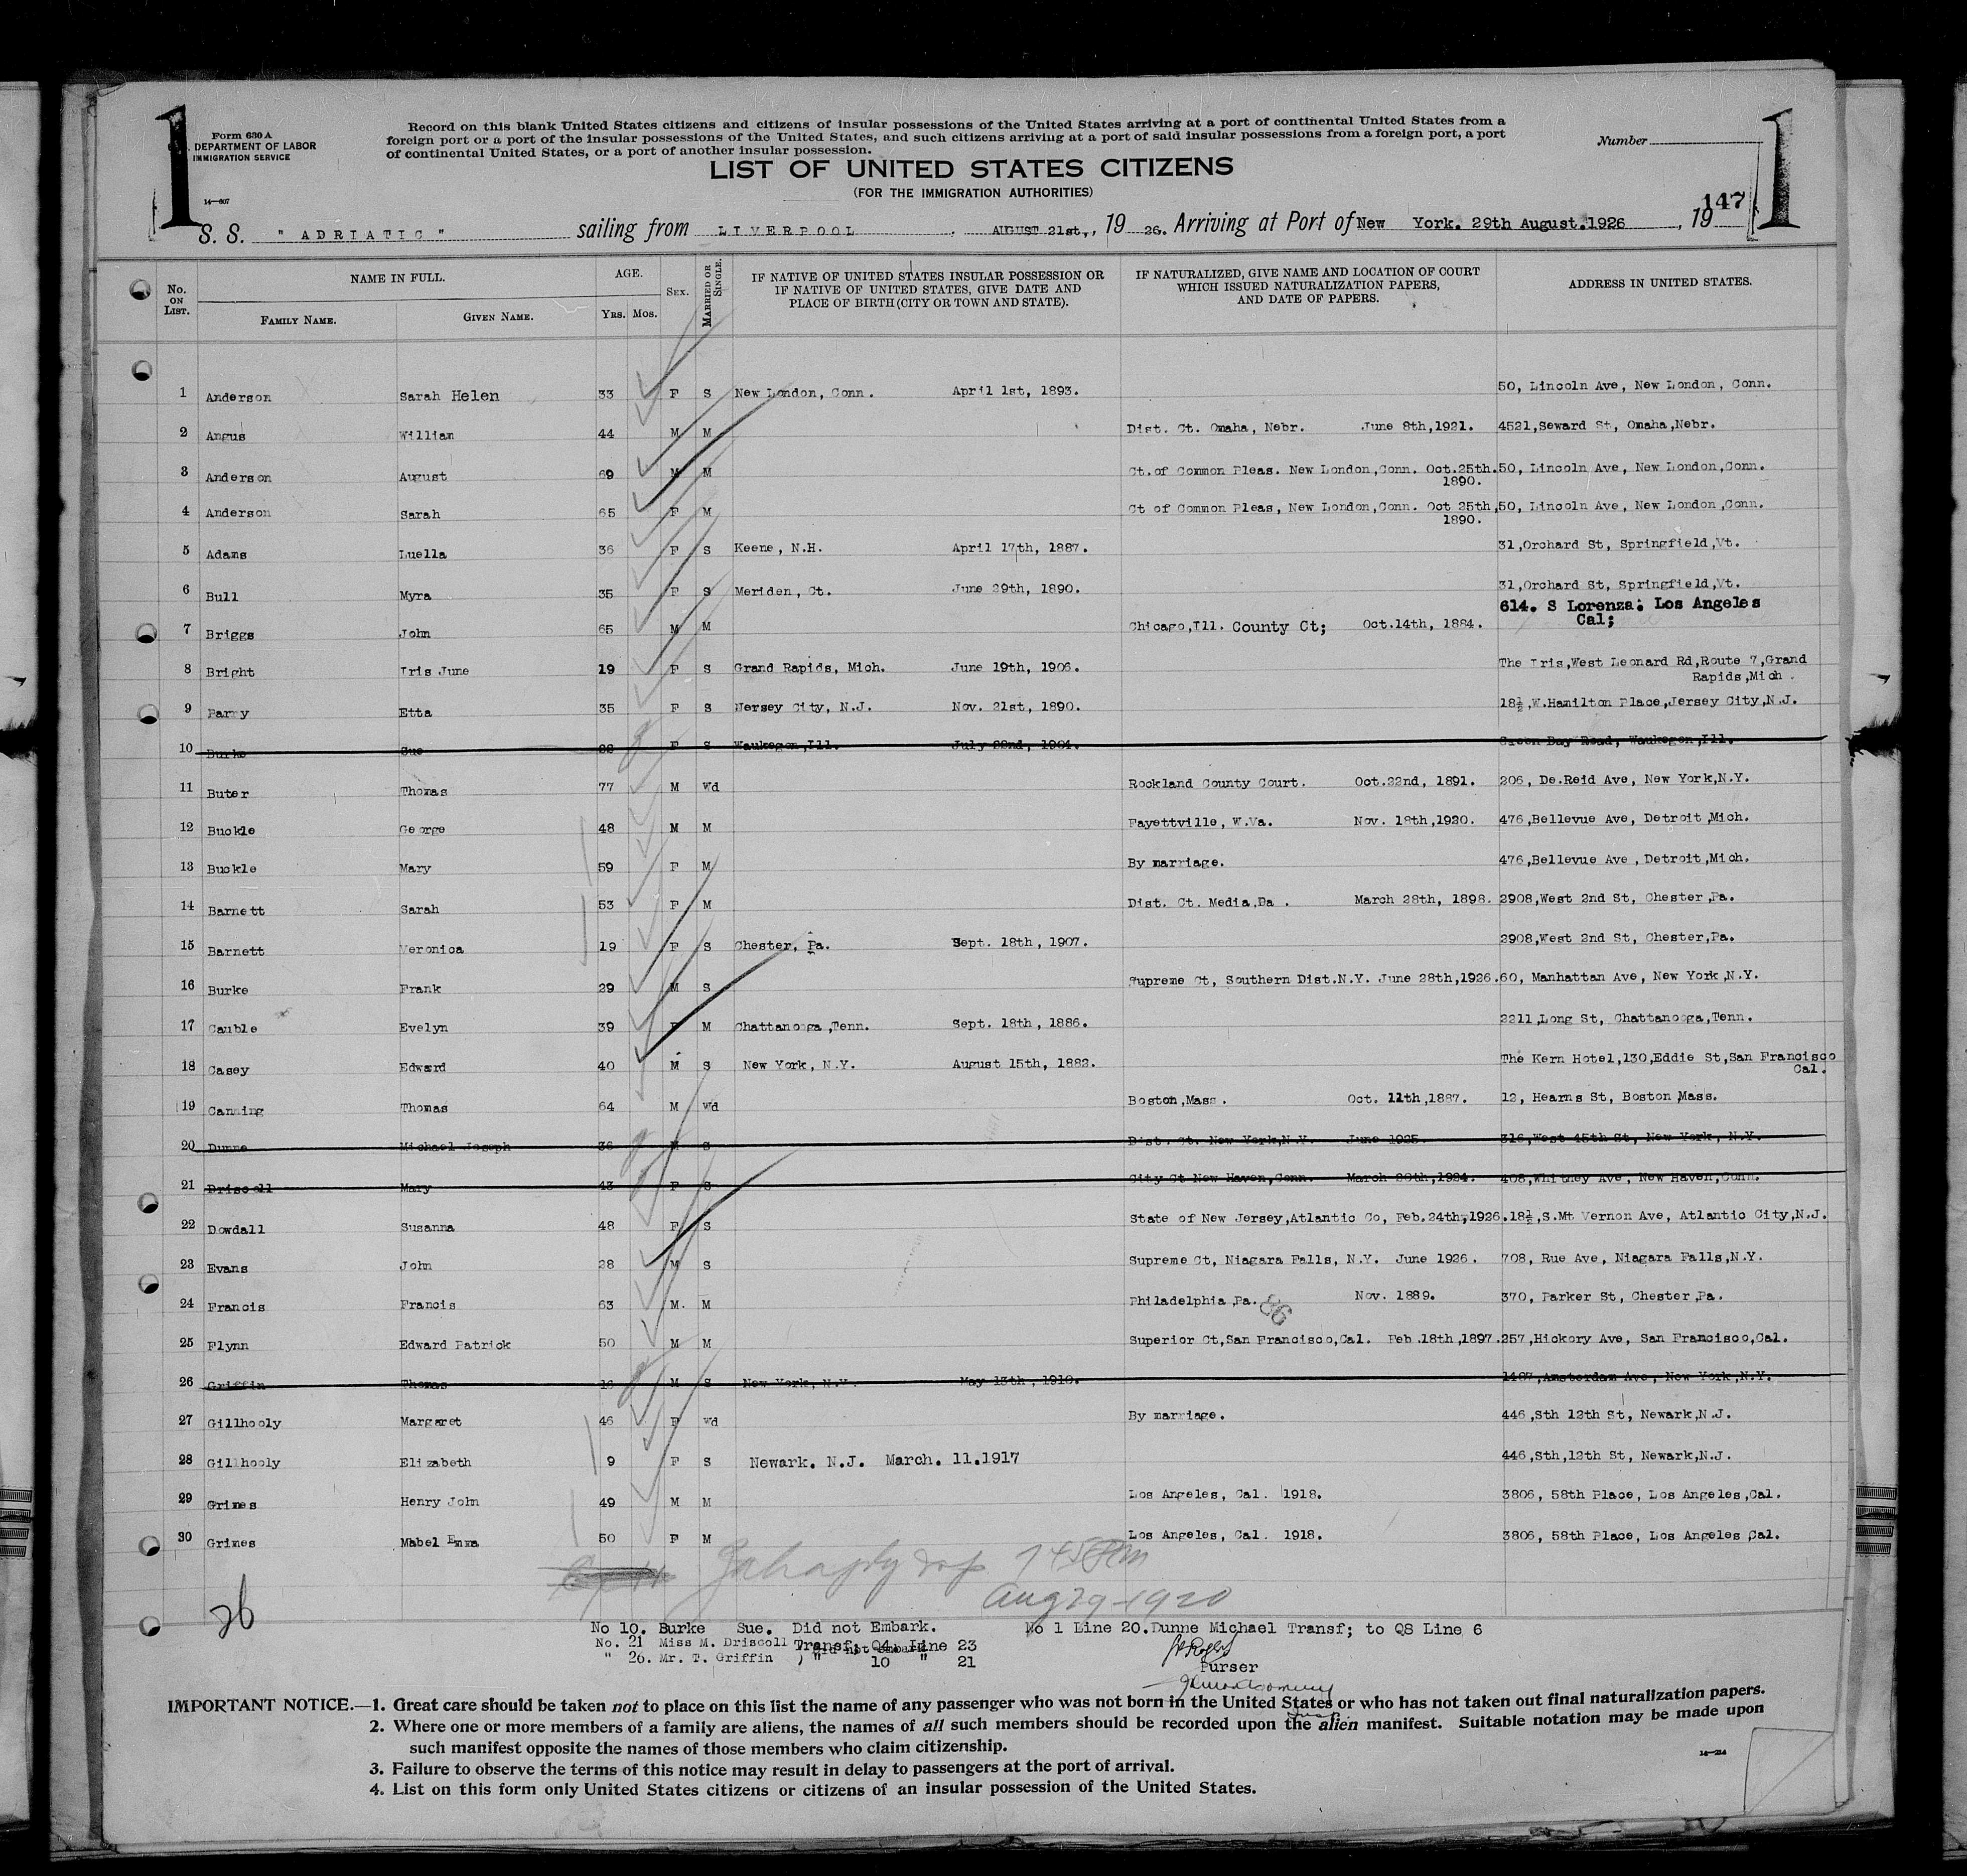 1 1
Form 630 A
DEPARTMENT OF LABOR
IMMIGRATION SERVICE
14—607
Record on this blank United States citizens and citizens of insular possessions of the United States arriving at a port of continental United States from a
foreign port or a port of the insular possessions of the United States, and such citizens arriving at a port of said insular possessions from a foreign port, a port
of continental United States, or a port of another insular possession.
Number
LIST OF UNITED STATES CITIZENS
(FOR THE IMMIGRATION AUTHORITIES)
147
S. S. " ADRIATIC " sailing from LIVERPOOL . AUGUST 21st,, 19 26. Arriving at Port of New York. 29th August.1926 , 19
No. ON LIST. NAME IN FULL. FAMILY NAME. GIVEN NAME. AGE. Yrs. Mos. SEX. MARRIED OR SINGLE. IF NATIVE OF UNITED STATES INSULAR POSSESSION OR IF NATIVE OF UNITED STATES, GIVE DATE AND PLACE OF BIRTH (CITY OR TOWN AND STATE). IF NATURALIZED, GIVE NAME AND LOCATION OF COURT WHICH ISSUED NATURALIZATION PAPERS, AND DATE OF PAPERS. ADDRESS IN UNITED STATES.
1 Anderson Sarah Helen 33 F S New London, Conn. April 1st, 1893. 50, Lincoln Ave, New London, Conn.
2 Angus William 44 M M Dist. Ct. Omaha, Nebr. June 8th,1921. 4521,Seward St, Omaha,Nebr.
3 Anderson August 69 M M Ct.of Common Pleas. New London,Conn. Oct.25th. 1890. 50, Lincoln Ave, New London,Conn.
4 Anderson Sarah 65 F M Ct of Common Pleas, New London,Conn. Oct 25th, 1890. 50, Lincoln Ave, New London,Conn.
5 Adams Luella 36 F S Keene, N.H. April 17th, 1887. 31,Orchard St, Springfield,Vt.
6 Bull Myra 35 F S Meriden, Ct. June 29th, 1890. 31,Orchard St, Springfield,Vt.
7 Briggs John 65 M M Chicago,Ill. County Ct; Oct.14th, 1884. 614. S Lorenza: Los Angeles Cal;
8 Bright Iris June 19 F S Grand Rapids, Mich. June 19th, 1906. The Iris,West Leonard Rd,Route 7,Grand Rapids,Mich .
9 Parry Etta 35 F S Jersey City, N.J. Nov. 21st, 1890. 18½,W.Hamilton Place,Jersey City,N.J.
10 Burke Sue 22 F S Waukegon,Ill. July 22nd, 1904. Green Bay Road, Waukegon,Ill.
11 Buter Thomas 77 M Wd Rockland County Court. Oct.22nd, 1891. 206, De.Reid Ave, New York,N.Y.
12 Buckle George 48 M M Fayettville, W.Va. Nov. 18th,1920. 476,Bellevue Ave, Detroit,Mich.
13 Buckle Mary 59 F M By marriage. 476,Bellevue Ave, Detroit,Mich.
14 Barnett Sarah 53 F M Dist. Ct. Media,Pa . March 28th, 1898. 2908,West 2nd St, Chester,Pa.
15 Barnett Veronica 19 F S Chester, Pa. Sept. 18th, 1907. 2908,West 2nd St, Chester,Pa.
16 Burke Frank 29 M S Supreme Ct, Southern Dist.N.Y. June 28th,1926. 60, Manhattan Ave, New York,N.Y.
17 Cauble Evelyn 39 F M Chattanooga,Tenn. Sept. 18th, 1886. 2211,Long St, Chattanooga,Tenn.
18 Casey Edward 40 M S New York, N.Y. August 15th, 1882. The Kern Hotel,130,Eddie St,San Francisco Cal.
19 Canning Thomas 64 M Wd Boston,Mass. Oct. 11th,1887. 12, Hearns St, Boston,Mass.
20 Dunne Michael Joseph 36 M S Dist. Ct. New York,N.Y. June 1925. 316,West 45th St, New York, N.Y.
21 Driscoll Mary 43 F S City Ct New Haven,Conn. March 20th,1924. 408,Whitney Ave, New Haven,Conn.
22 Dowdall Susanna 48 F S State of New Jersey,Atlantic Co, Feb.24th,1926. 18½,S.Mt Vernon Ave, Atlantic City,N.J.
23 Evans John 28 M S Supreme Ct, Niagara Falls, N.Y. June 1926. 708, Rue Ave, Niagara Falls,N.Y.
24 Francis Francis 63 M. M Philadelphia,Pa. 86 Nov. 1889. 370, Parker St, Chester,Pa.
25 Flynn Edward Patrick 50 M M Superior Ct,San Francisco,Cal. Feb.18th,1897. 257,Hickory Ave, San Francisco,Cal.
26 Griffin Thomas 16 M S New York, N.Y. May 13th, 1910. 1487,Amsterdam Ave, New York,N.Y.
27 Gillhooly Margaret 46 F Wd By marriage. 446,Sth 12th St, Newark,N.J.
28 Gillhooly Elizabeth 9 F S Newark. N.J. March. 11.1917 446,Sth,12th St, Newark,N.J.
29 Grimes Henry John 49 M M Los Angeles, Cal. 1918. 3806, 58th Place, Los Angeles,Cal.
30 Grimes Mabel Emma 50 F M Los Angeles, Cal. 1918. 3806, 58th Place, Los Angeles,Cal.
745 Pm
Aug 29-1920
26
No 10. Burke Sue. Did not Embark. No 1 Line 20.Dunne Michael Transf; to Q8 Line 6
No. 21 Miss M. Driscoll Transf; Q4 Line 23
" 26. Mr. T. Griffin , " 10 " 21
Purser
IMPORTANT NOTICE.—1. Great care should be taken not to place on this list the name of any passenger who was not born in the United States or who has not taken out final naturalization papers.
2. Where one or more members of a family are aliens, the names of all such members should be recorded upon the alien manifest. Suitable notation may be made upon
such manifest opposite the names of those members who claim citizenship.
3. Failure to observe the terms of this notice may result in delay to passengers at the port of arrival.
4. List on this form only United States citizens or citizens of an insular possession of the United States.
14—214